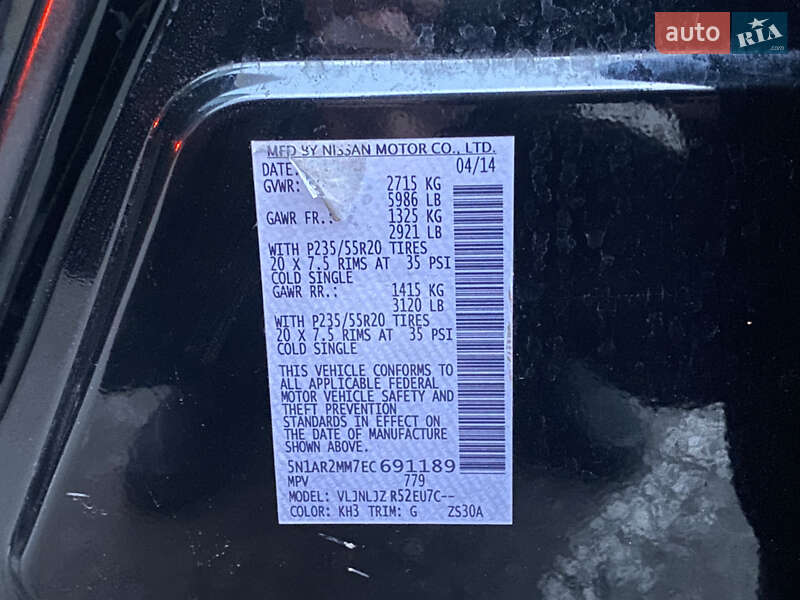 auto RIA .com
MFD BY NISSAN MOTOR CO., LTD.
DATE: 04/14
GVWR: 2715 KG
5986 LB
GAWR FR.: 1325 KG
2921 LB
WITH P235/55R20 TIRES
20 X 7.5 RIMS AT 35 PSI
COLD SINGLE
GAWR RR.: 1415 KG
3120 LB
WITH P235/55R20 TIRES
20 X 7.5 RIMS AT 35 PSI
COLD SINGLE
THIS VEHICLE CONFORMS TO
ALL APPLICABLE FEDERAL
MOTOR VEHICLE SAFETY AND
THEFT PREVENTION
STANDARDS IN EFFECT ON
THE DATE OF MANUFACTURE
SHOWN ABOVE.
5N1AR2MM7EC691189
MPV 779
MODEL: VLJNLJZ R52EU7C--
COLOR: KH3 TRIM: G ZS30A